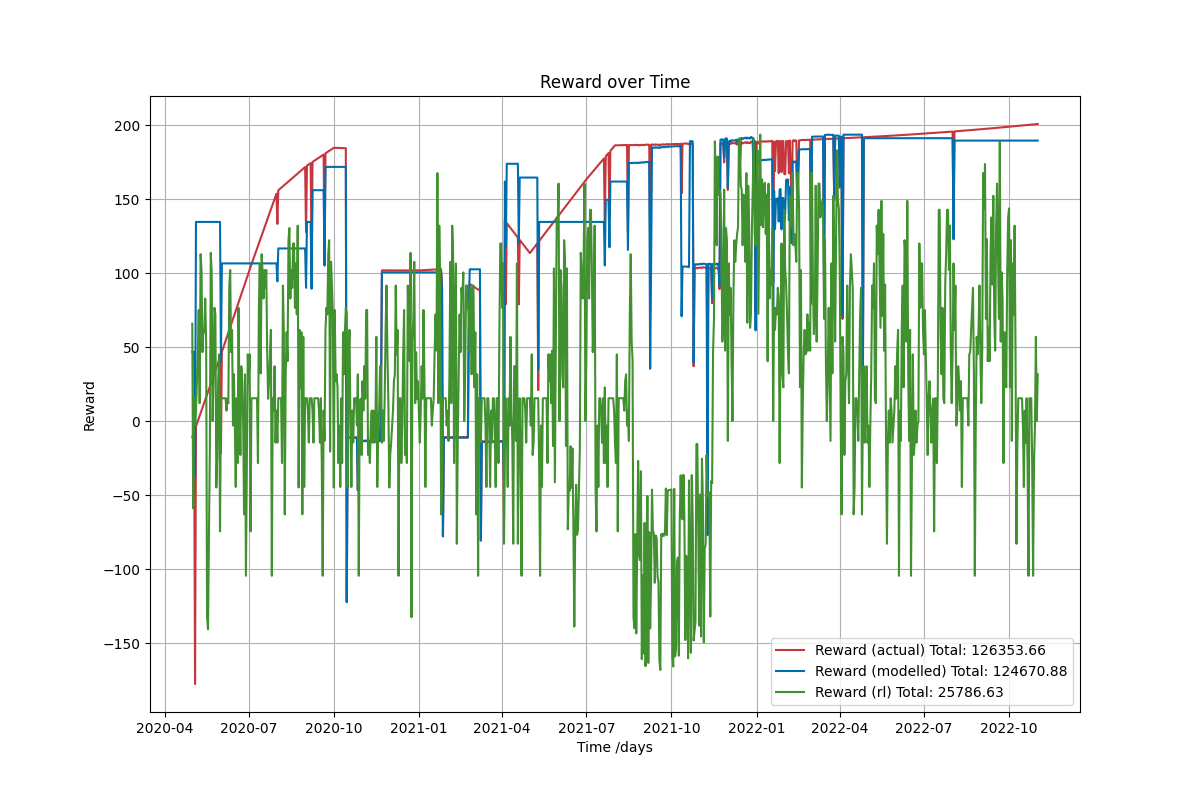 Reward over Time
200
150
100
50
0
−50
−100
−150
Reward
2020-04 2020-07 2020-10 2021-01 2021-04 2021-07 2021-10 2022-01 2022-04 2022-07 2022-10
Time /days
Reward (actual) Total: 126353.66
Reward (modelled) Total: 124670.88
Reward (rl) Total: 25786.63